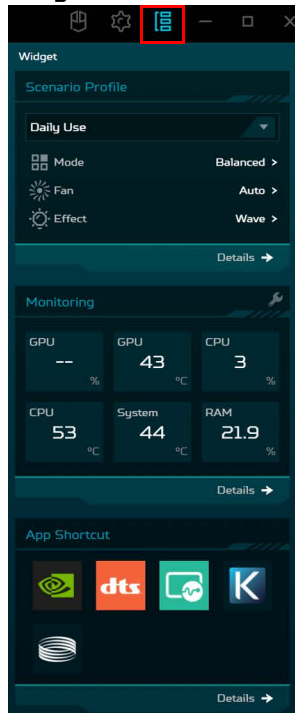 Widget
Scenario Profile
Daily Use
Mode Balanced >
Fan Auto >
Effect Wave >
Details →
Monitoring
GPU GPU CPU
-- 43 3
% °C %
CPU System RAM
53 44 21.9
°C °C %
Details →
App Shortcut
dts K
Details →